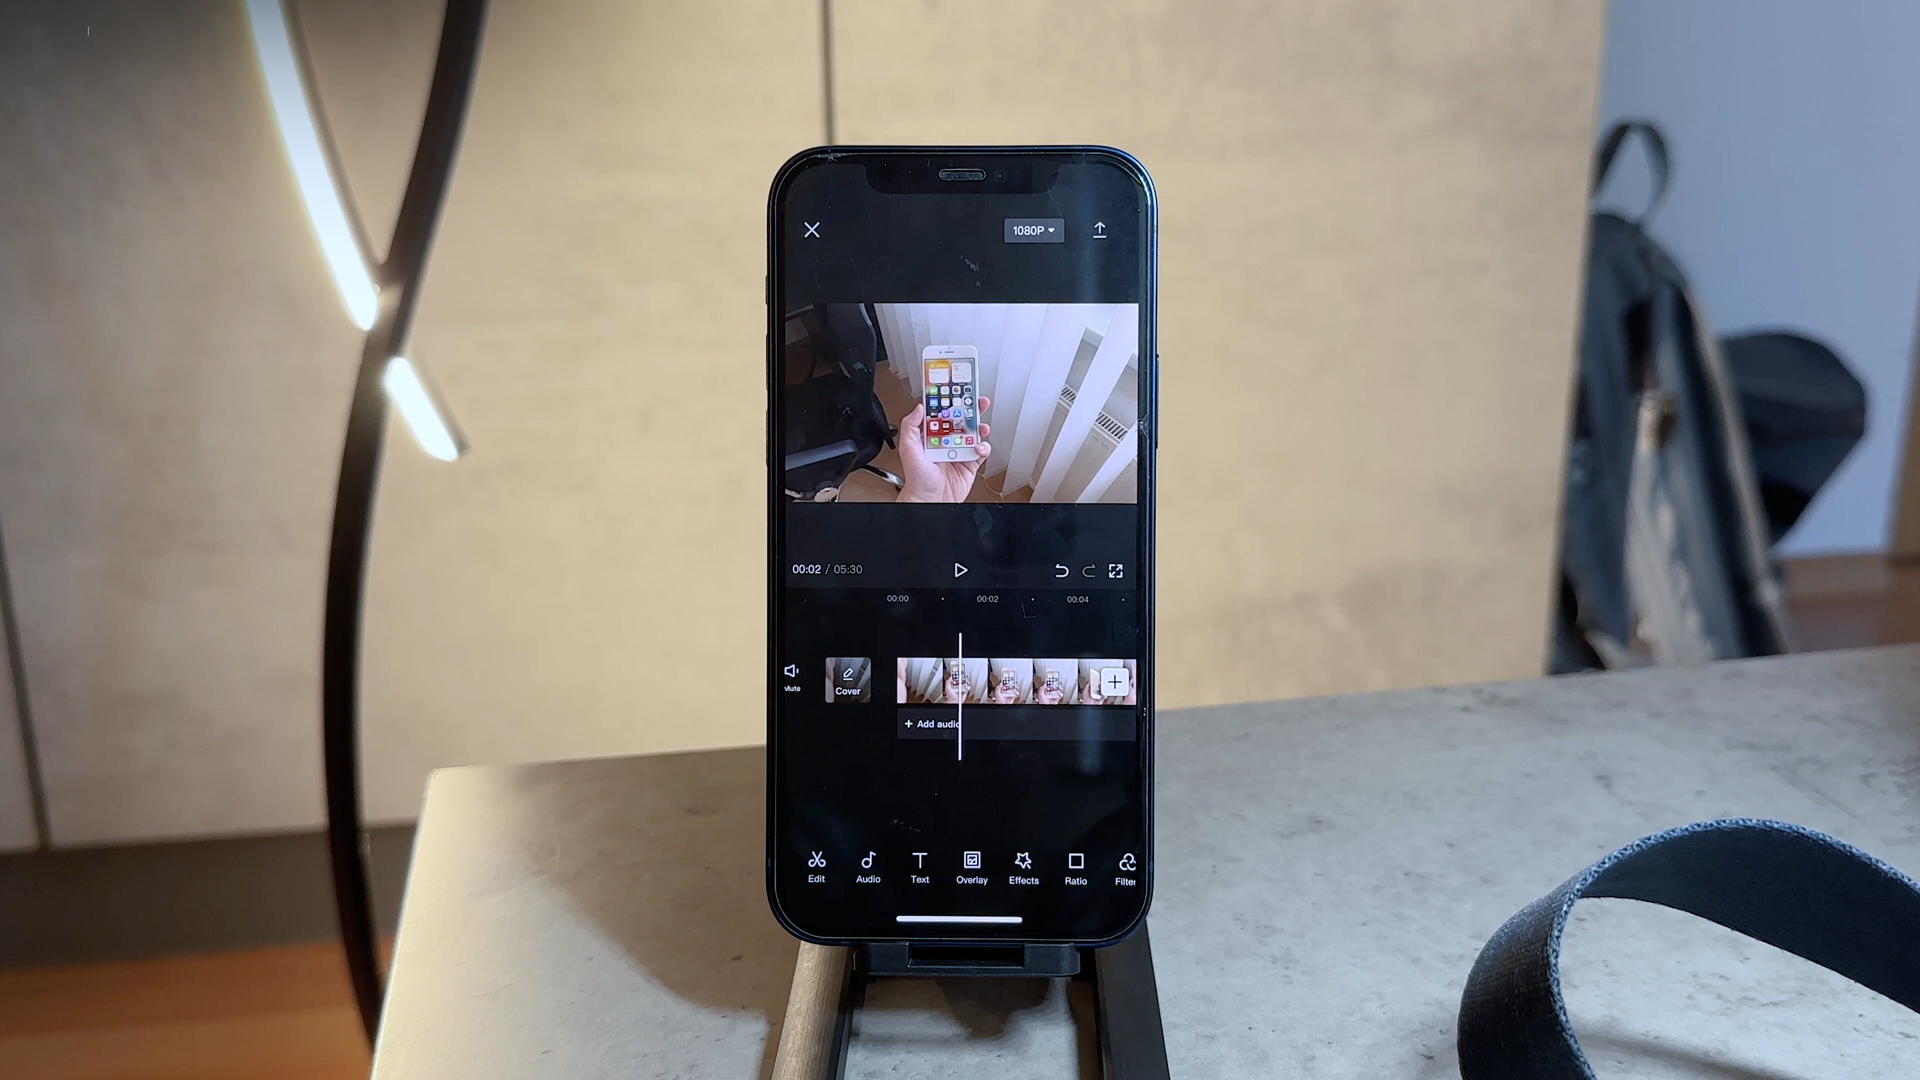 1080P
00:02 / 05:30
00:00 00:02 00:04
Mute
Cover
+ Add audio
Edit Audio Text Overlay Effects Ratio Filter